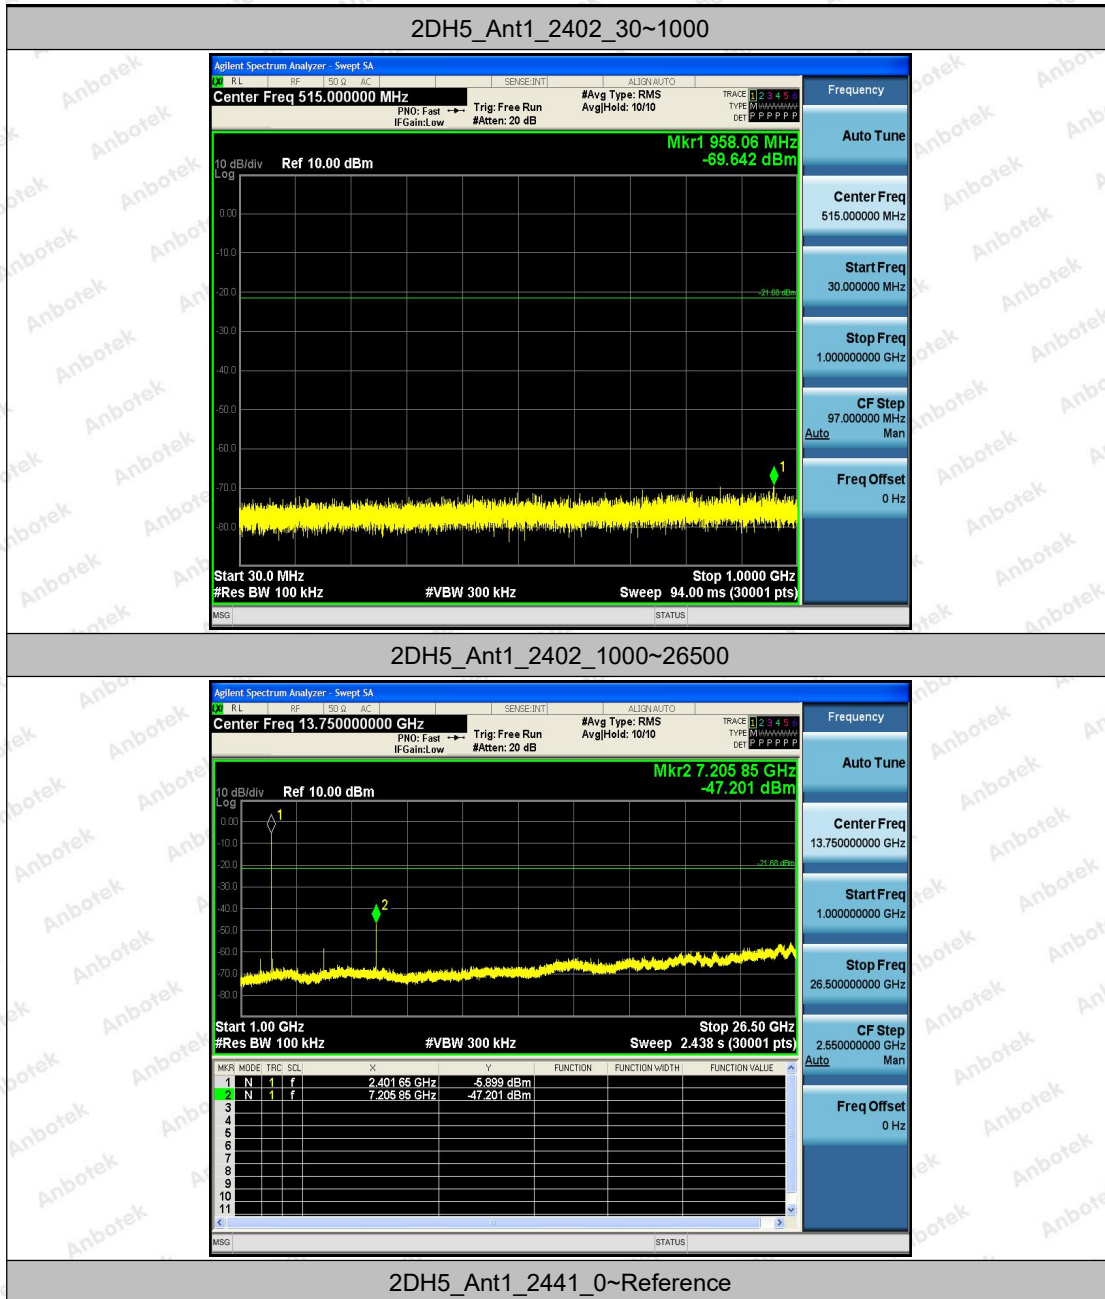 2DH5_Ant1_2402_30~1000
Agilent Spectrum Analyzer - Swept SA
RL RF 50 Ω AC SENSE:INT ALIGN AUTO
Center Freq 515.000000 MHz
PNO: Fast
IFGain:Low
Trig: Free Run
#Atten: 20 dB
#Avg Type: RMS
Avg|Hold: 10/10
TRACE 1 2 3 4 5 6
TYPE M
DET P P P P P P
Mkr1 958.06 MHz
-69.642 dBm
10 dB/div Ref 10.00 dBm
Log
0.00
-10.0
-20.0
-21.68 dBm
-30.0
-40.0
-50.0
-60.0
1
-70.0
-80.0
Start 30.0 MHz Stop 1.0000 GHz
#Res BW 100 kHz #VBW 300 kHz Sweep 94.00 ms (30001 pts)
MSG STATUS
Frequency
Auto Tune
Center Freq
515.000000 MHz
Start Freq
30.000000 MHz
Stop Freq
1.000000000 GHz
CF Step
97.000000 MHz
Auto Man
Freq Offset
0 Hz
2DH5_Ant1_2402_1000~26500
Agilent Spectrum Analyzer - Swept SA
RL RF 50 Ω AC SENSE:INT ALIGN AUTO
Center Freq 13.750000000 GHz
PNO: Fast
IFGain:Low
Trig: Free Run
#Atten: 20 dB
#Avg Type: RMS
Avg|Hold: 10/10
TRACE 1 2 3 4 5 6
TYPE M
DET P P P P P P
Mkr2 7.205 85 GHz
-47.201 dBm
10 dB/div Ref 10.00 dBm
Log
0.00
1
-10.0
-20.0
-21.68 dBm
-30.0
-40.0
2
-50.0
-60.0
-70.0
-80.0
Start 1.00 GHz Stop 26.50 GHz
#Res BW 100 kHz #VBW 300 kHz Sweep 2.438 s (30001 pts)
MKR MODE TRC SCL X Y FUNCTION FUNCTION WIDTH FUNCTION VALUE
1 N 1 f 2.401 65 GHz -5.899 dBm
2 N 1 f 7.205 85 GHz -47.201 dBm
3
4
5
6
7
8
9
10
11
MSG STATUS
Frequency
Auto Tune
Center Freq
13.750000000 GHz
Start Freq
1.000000000 GHz
Stop Freq
26.500000000 GHz
CF Step
2.550000000 GHz
Auto Man
Freq Offset
0 Hz
2DH5_Ant1_2441_0~Reference
Anbotek